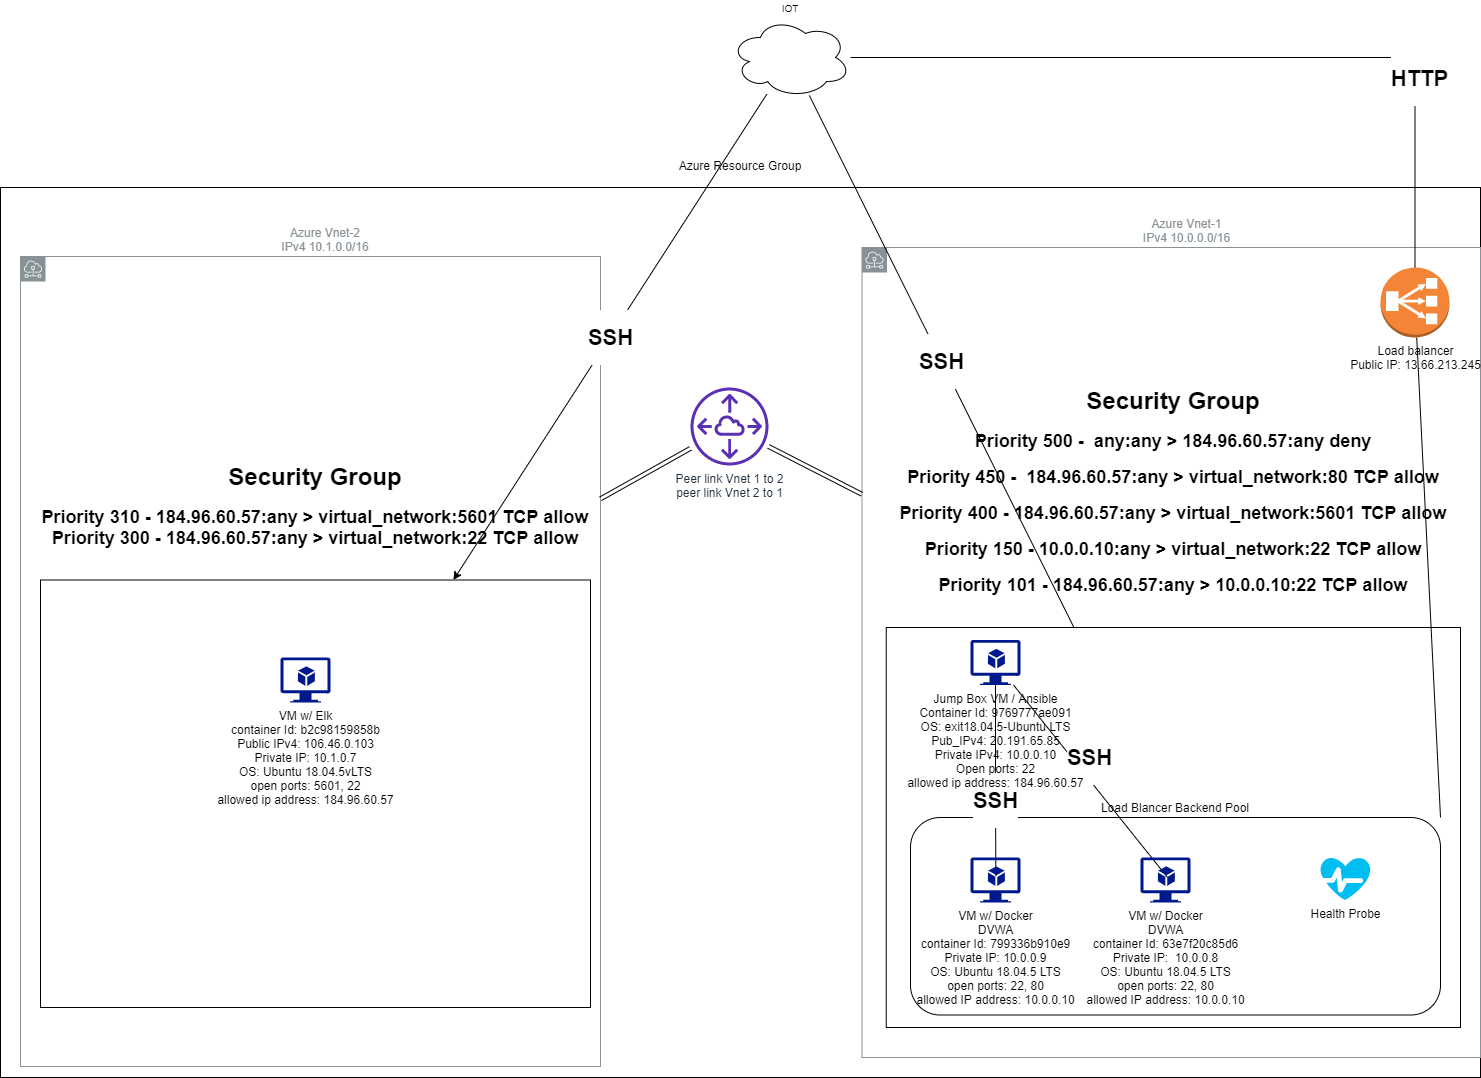 IOT
HTTP
Azure Resource Group
Azure Vnet-2
IPv4 10.1.0.0/16
SSH
Security Group
Priority 310 - 184.96.60.57:any > virtual_network:5601 TCP allow
Priority 300 - 184.96.60.57:any > virtual_network:22 TCP allow
VM w/ Elk
container Id: b2c98159858b
Public IPv4: 106.46.0.103
Private IP: 10.1.0.7
OS: Ubuntu 18.04.5vLTS
open ports: 5601, 22
allowed ip address: 184.96.60.57
Peer link Vnet 1 to 2
peer link Vnet 2 to 1
Azure Vnet-1
IPv4 10.0.0.0/16
SSH
Load balancer
Public IP: 13.66.213.245
Security Group
Priority 500 - any:any > 184.96.60.57:any deny
Priority 450 - 184.96.60.57:any > virtual_network:80 TCP allow
Priority 400 - 184.96.60.57:any > virtual_network:5601 TCP allow
Priority 150 - 10.0.0.10:any > virtual_network:22 TCP allow
Priority 101 - 184.96.60.57:any > 10.0.0.10:22 TCP allow
Jump Box VM / Ansible
Container Id: 9769777ae091
OS: exit18.04.5-Ubuntu LTS
Pub_IPv4: 20.191.65.85
Private IPv4: 10.0.0.10
Open ports: 22
allowed ip address: 184.96.60.57
SSH
SSH
Load Blancer Backend Pool
VM w/ Docker
DVWA
container Id: 799336b910e9
Private IP: 10.0.0.9
OS: Ubuntu 18.04.5 LTS
open ports: 22, 80
allowed IP address: 10.0.0.10
VM w/ Docker
DVWA
container Id: 63e7f20c85d6
Private IP: 10.0.0.8
OS: Ubuntu 18.04.5 LTS
open ports: 22, 80
allowed IP address: 10.0.0.10
Health Probe